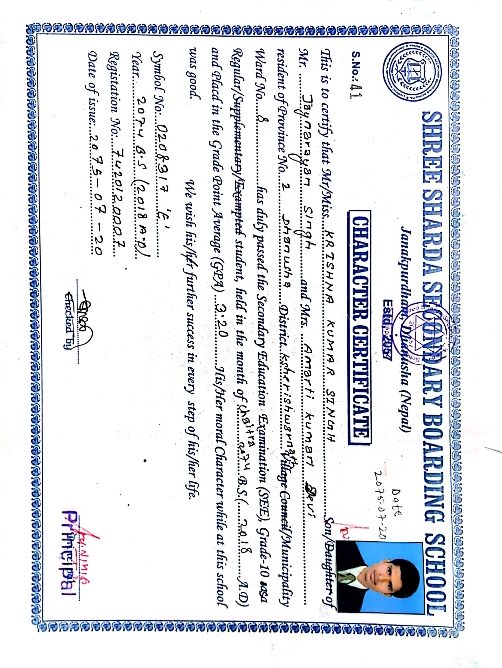 SHREE SHARDA SECONDARY BOARDING SCHOOL
Janakpurdham, Dhanusha (Nepal)
Estd: 2057
Date
2075-07-20
S.No.: 41
CHARACTER CERTIFICATE
This is to certify that Mr/Miss. KRISHNA KUMAR SINGH Son/Daughter of
Mr. Jaynarayan Singh and Mrs. Amarti Kumari Devi
resident of Province No. 2 Dhanusha District. Ksherishwarnath Village Council/Municipality
Ward No. 8 has duly passed the Secondary Education Examination (SEE), Grade-10 as a
Regular/Supplementary/Exempted student, held in the month of Chaitra 2074 B.S.(. 2018 A.D)
and Placed in the Grade Point Average (GPA) 3.20 His/Her moral Character while at this school
was good.
We wish his/her further success in every step of his/her life.
Symbol No. 0208317 'E'
Year. 2074 B.S (2018 A.D)
Registration No. 742012.0007
Date of issue. 2075-07-20
Checked by
Principal